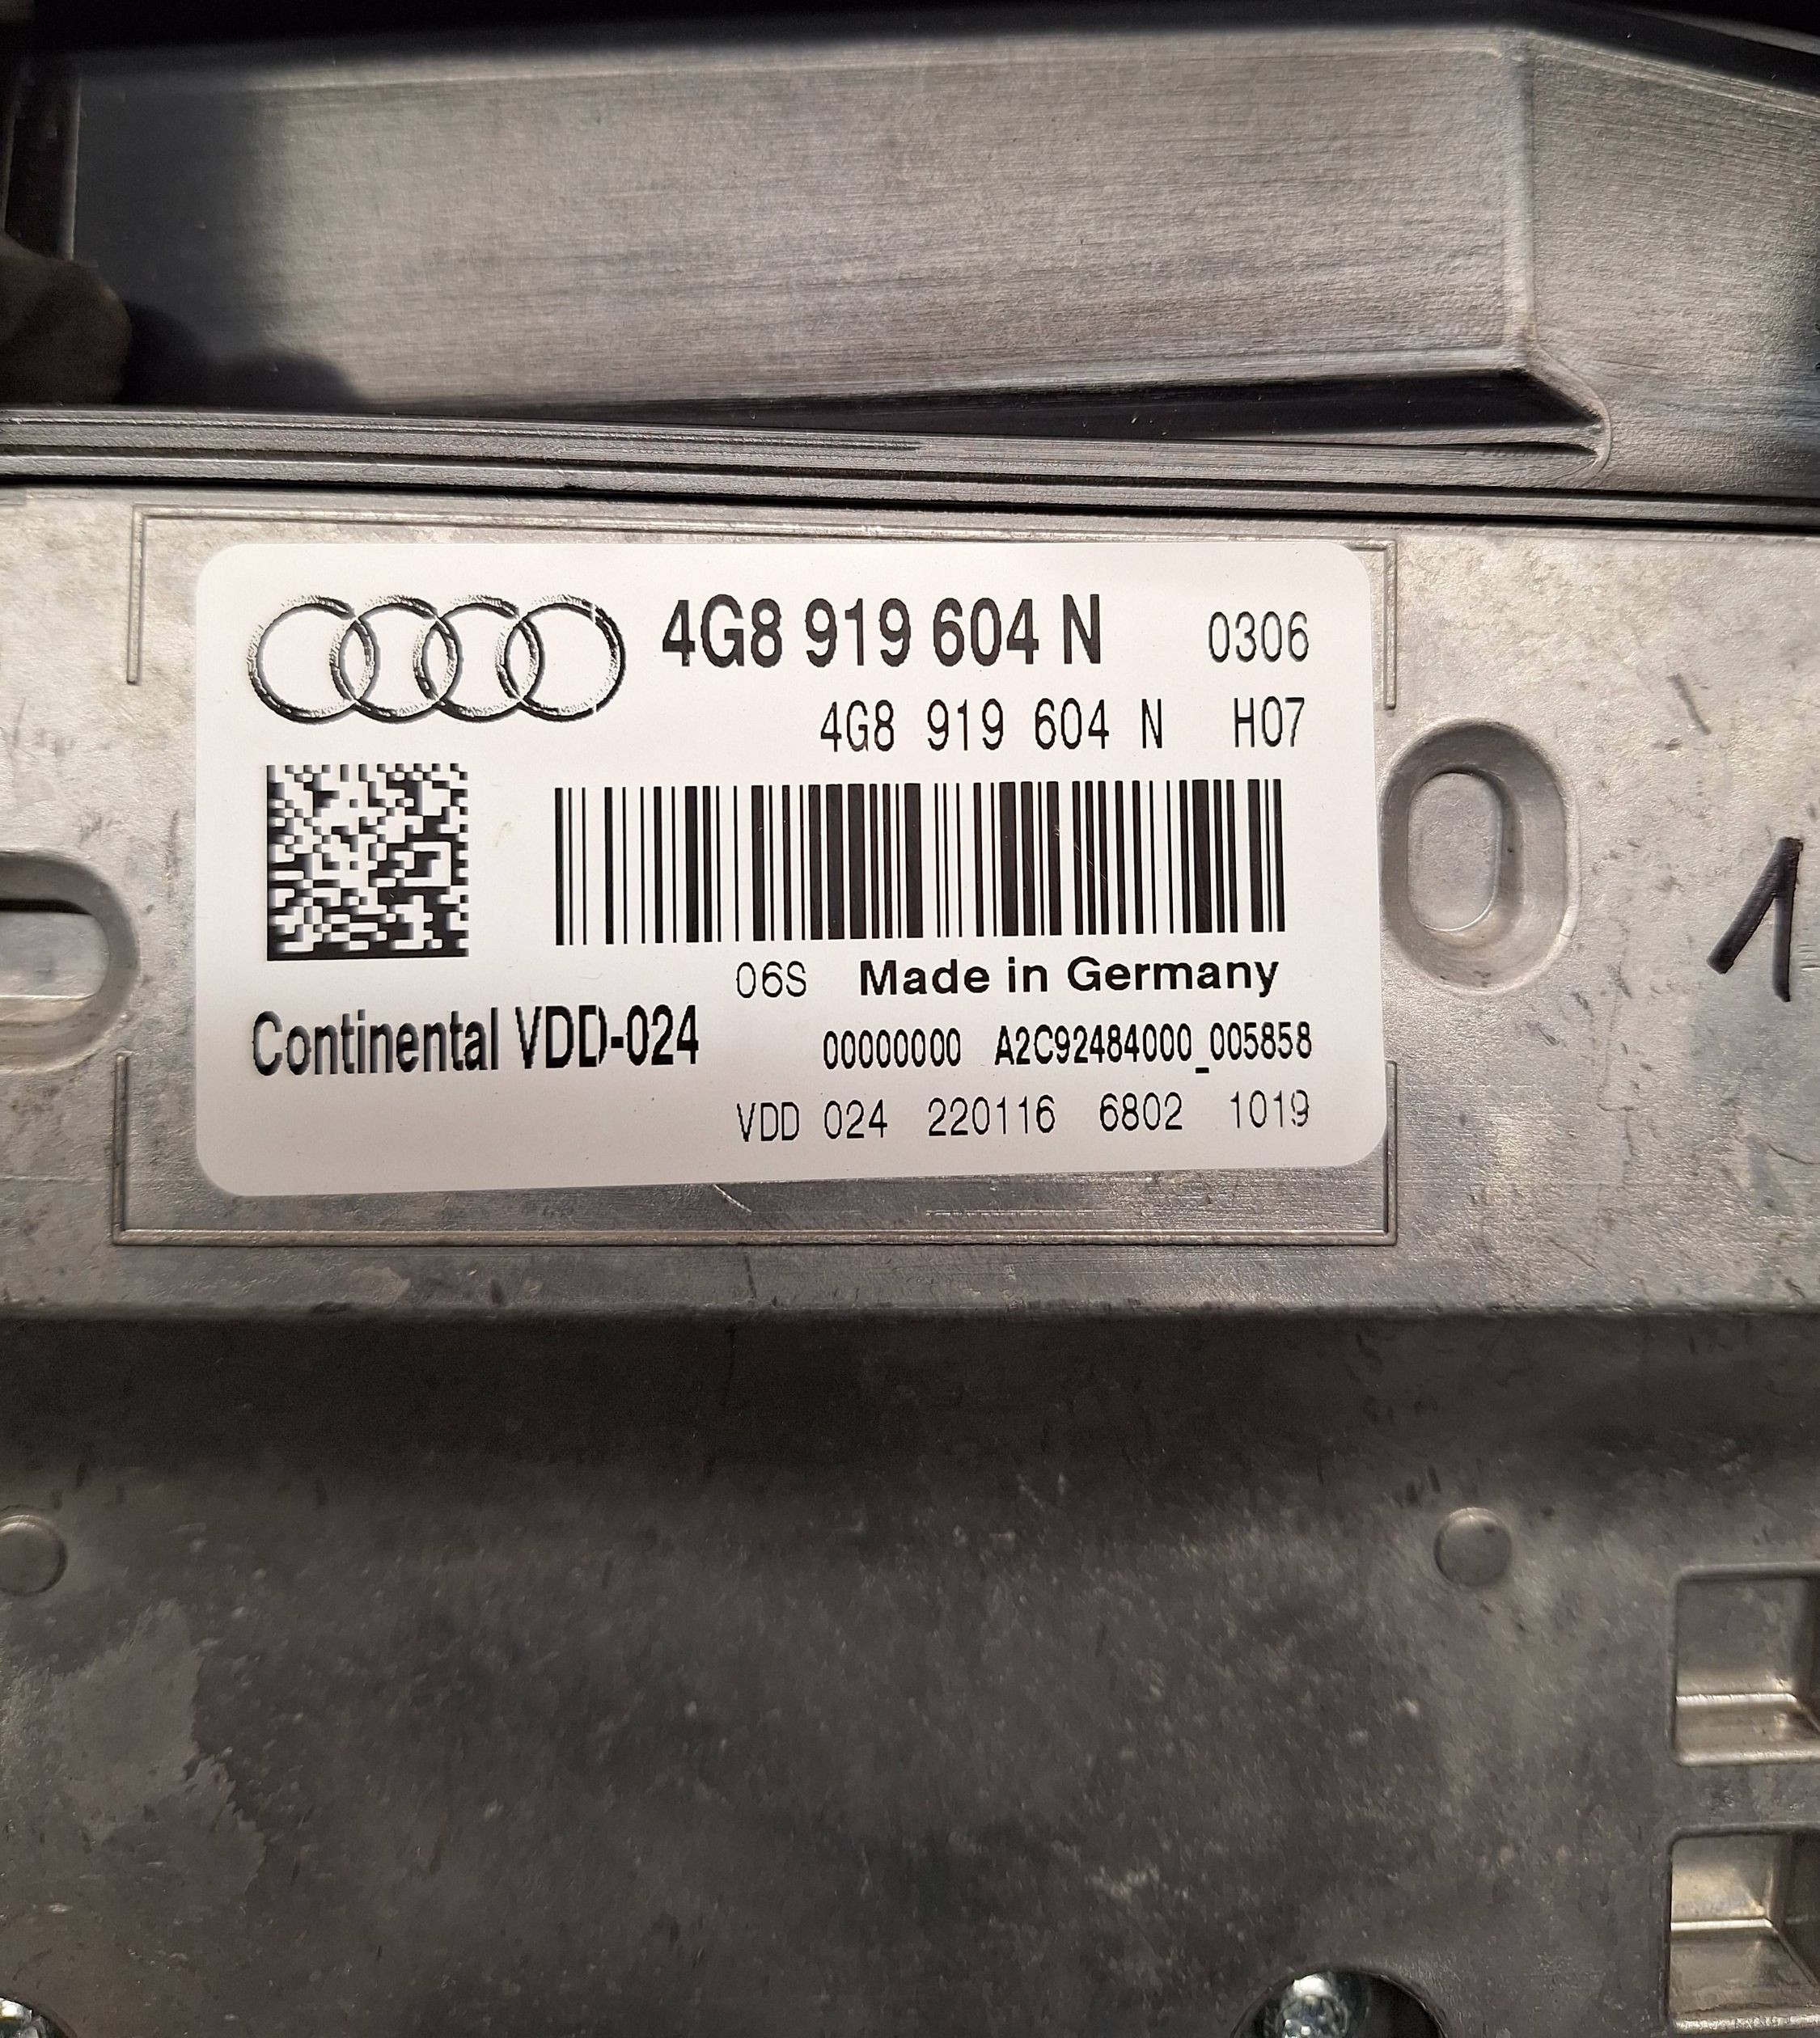 4G8 919 604 N 0306
4G8 919 604 N H07
06S Made in Germany
Continental VDD-024
00000000 A2C92484000_005858
VDD 024 220116 6802 1019
1